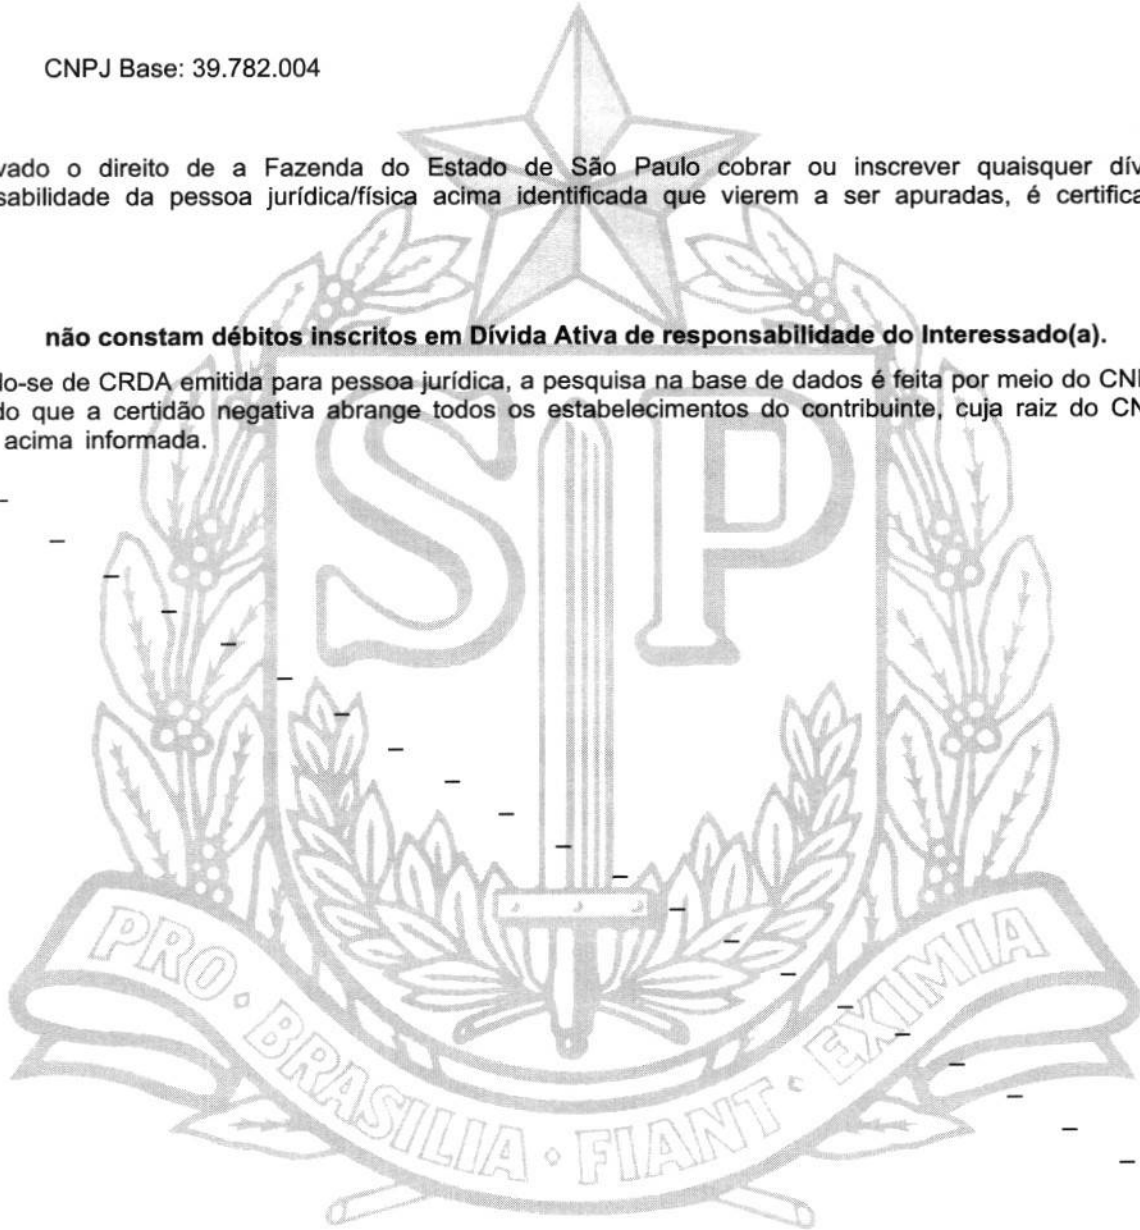 CNPJ Base: 39.782.004
vado o direito de a Fazenda do Estado de São Paulo cobrar ou inscrever quaisquer dív
sabilidade da pessoa jurídica/física acima identificada que vierem a ser apuradas, é certifica
não constam débitos inscritos em Dívida Ativa de responsabilidade do Interessado(a).
do-se de CRDA emitida para pessoa jurídica, a pesquisa na base de dados é feita por meio do CN
do que a certidão negativa abrange todos os estabelecimentos do contribuinte, cuja raiz do CN
acima informada.
S P
PRO · BRASILIA · FIANT · EXIMIA